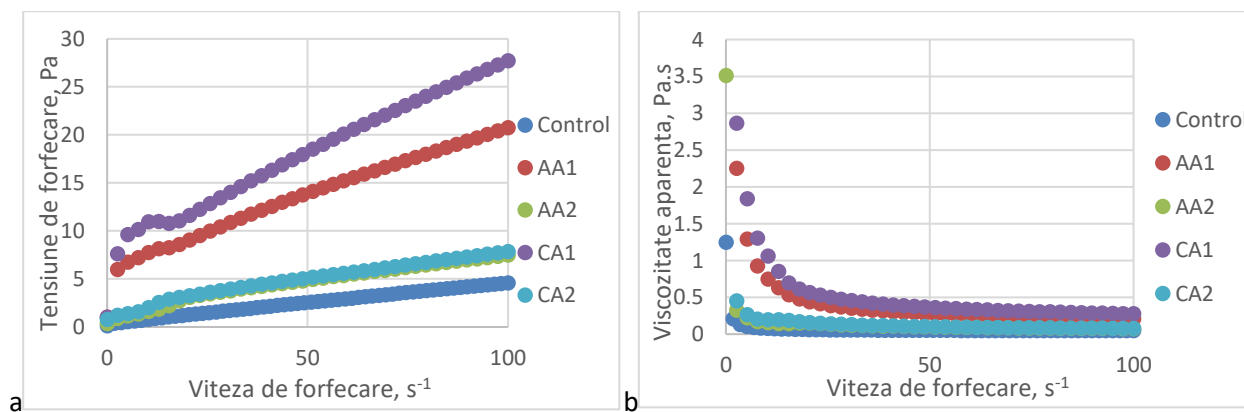 30
25
20
15
10
5
0
Tensiune de forfecare, Pa
0
50
100
Viteza de forfecare, s⁻¹
Control
AA1
AA2
CA1
CA2
a
4
3.5
3
2.5
2
1.5
1
0.5
0
Viscozitate aparenta, Pa.s
0
50
100
Viteza de forfecare, s⁻¹
Control
AA1
AA2
CA1
CA2
b